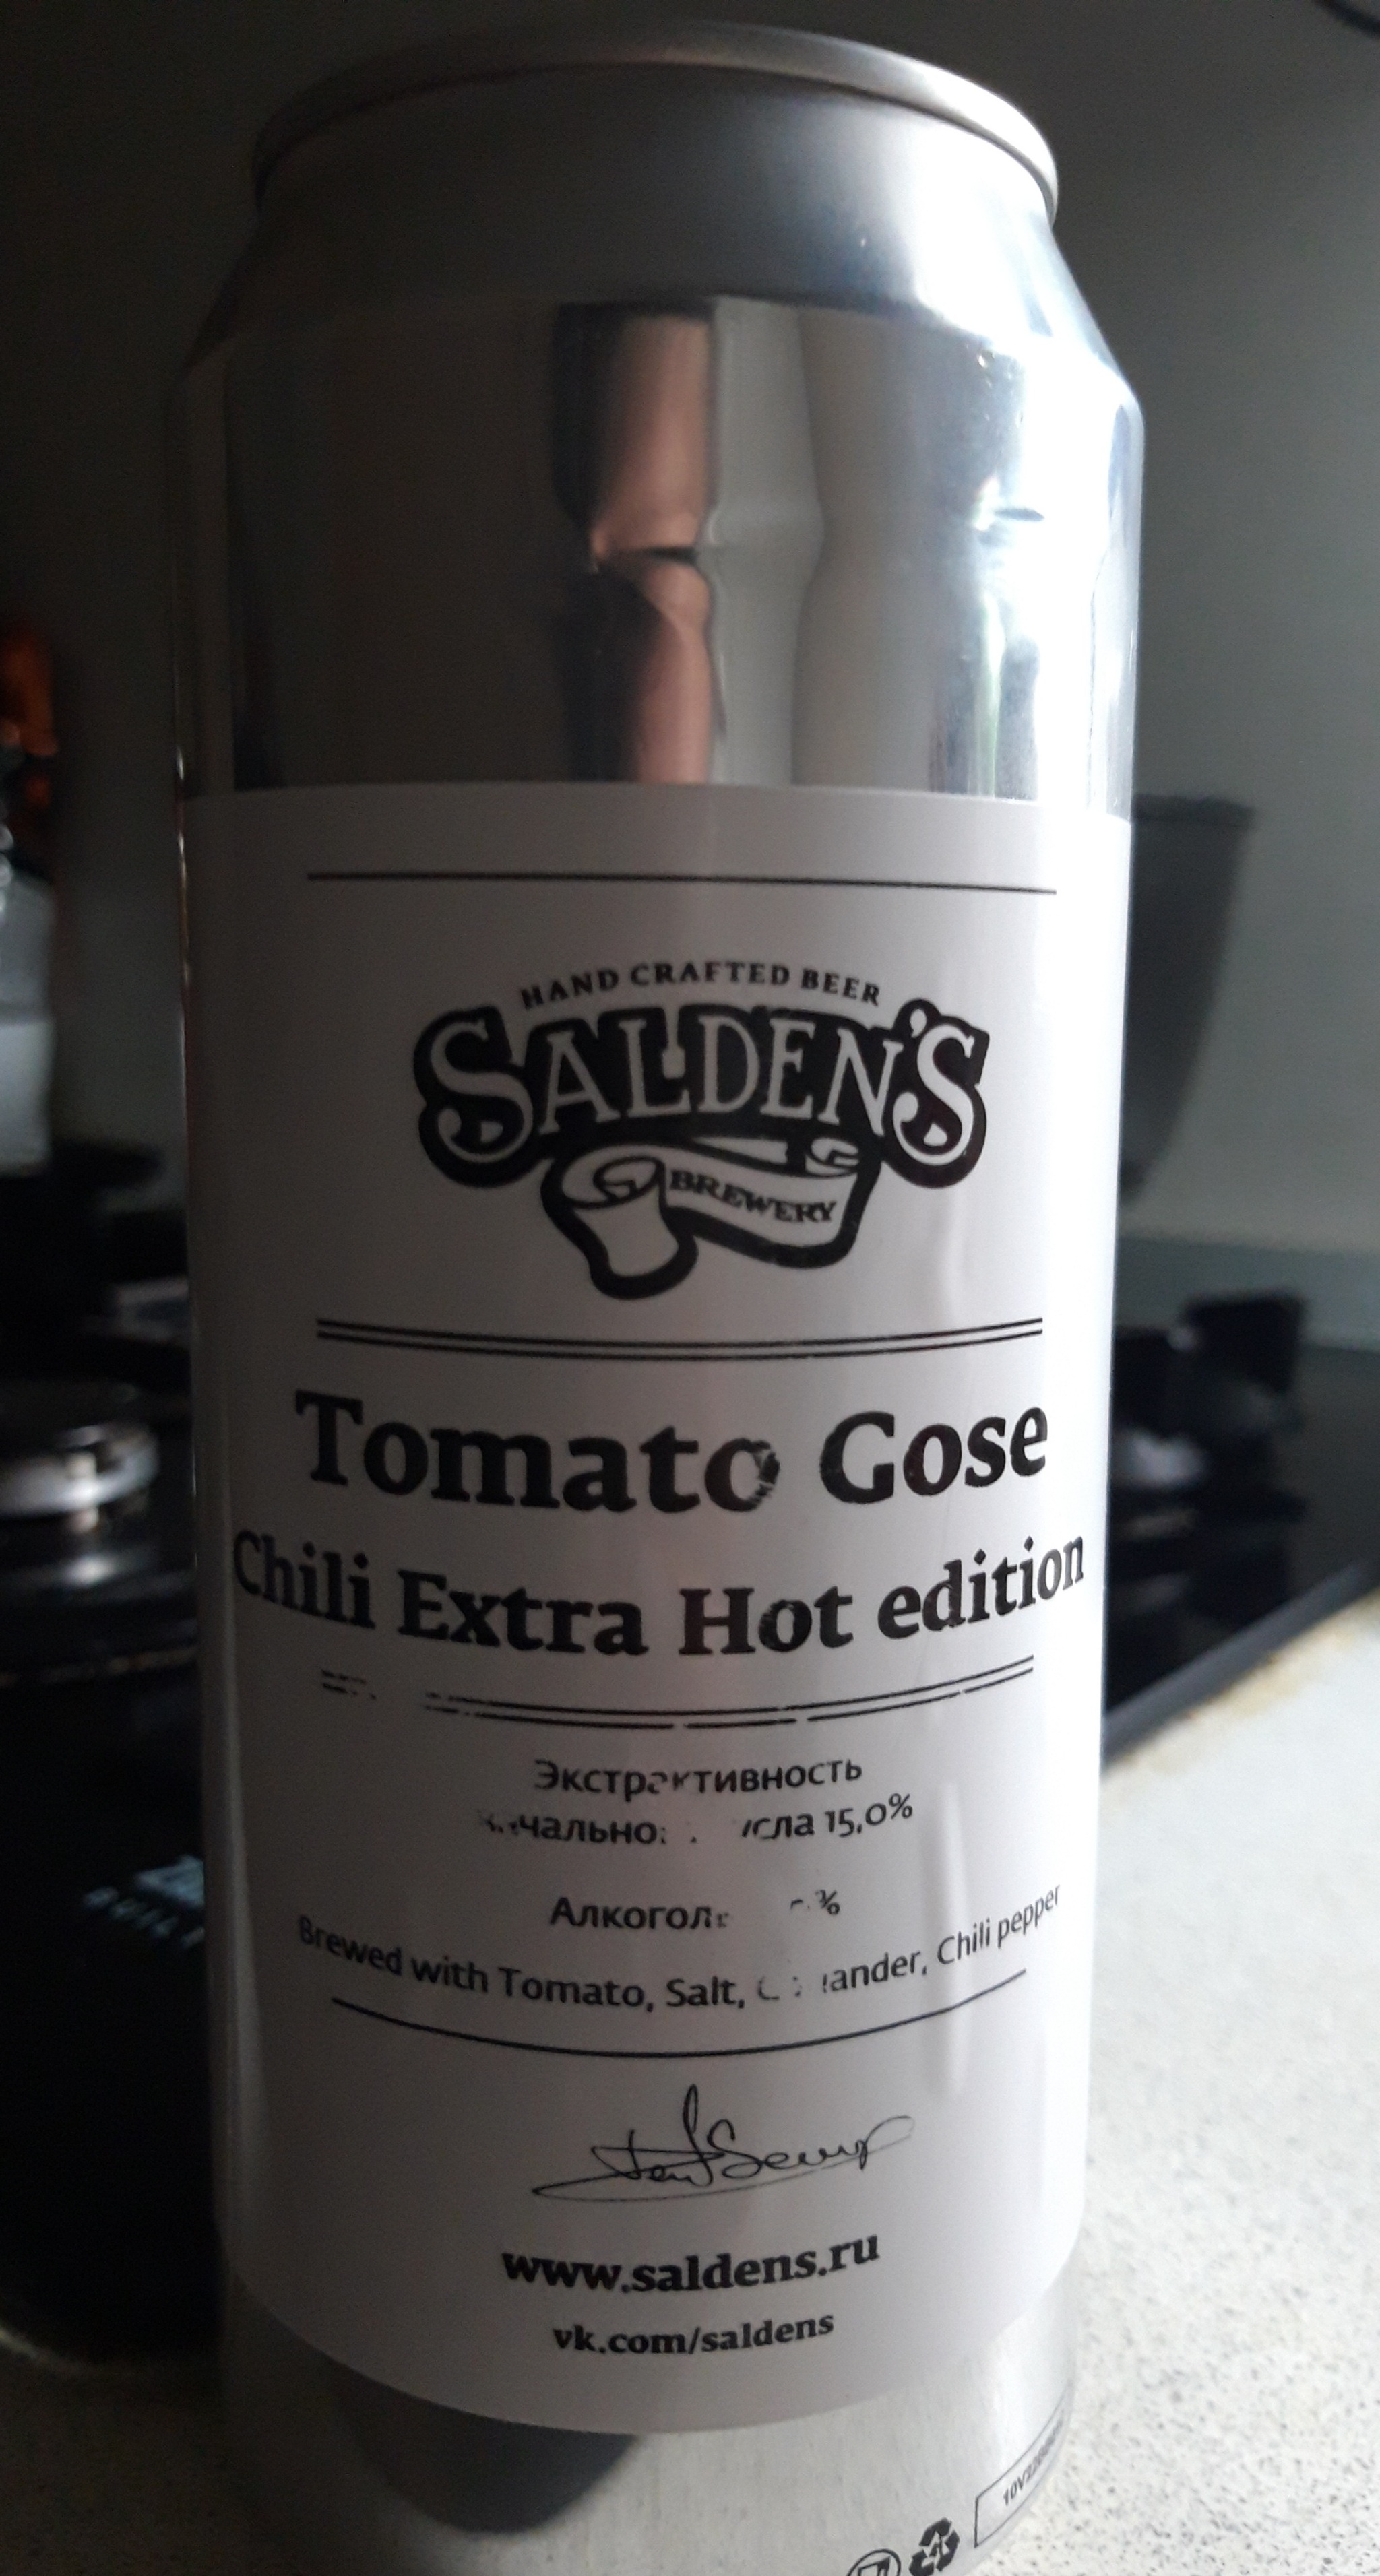 HAND CRAFTED BEER
SALDEN'S
BREWERY
Tomato Gose
Chili Extra Hot edition
Экстрактивность
15,0%
Алкоголь %
Brewed with Tomato, Salt, Chili pepper
www.saldens.ru
vk.com/saldens